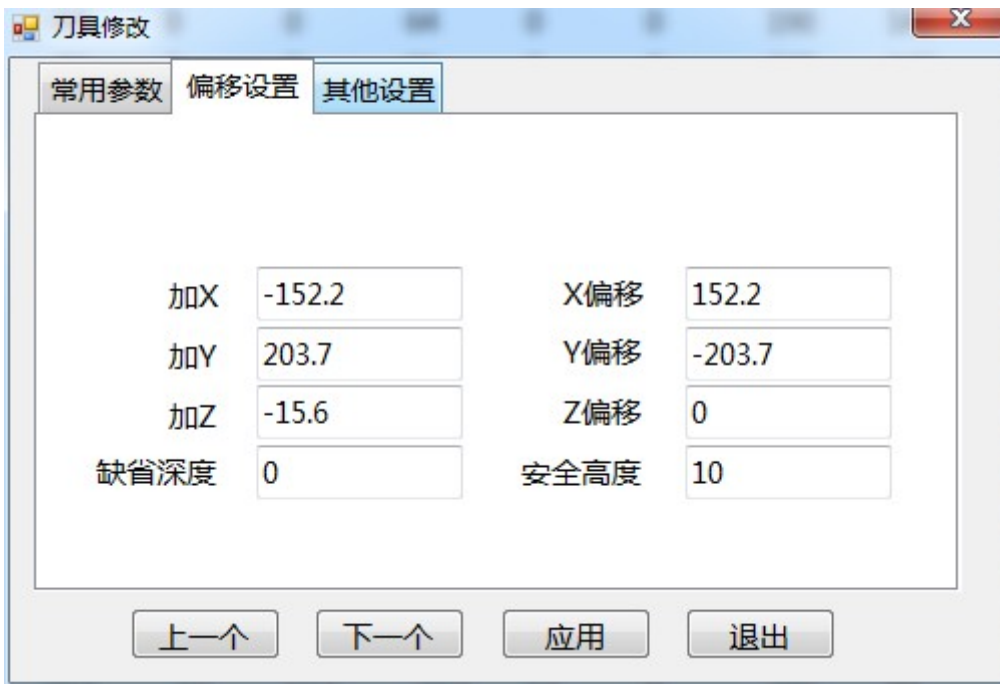 刀具修改
常用参数 偏移设置 其他设置
加X -152.2 X偏移 152.2
加Y 203.7 Y偏移 -203.7
加Z -15.6 Z偏移 0
缺省深度 0 安全高度 10
上一个 下一个 应用 退出